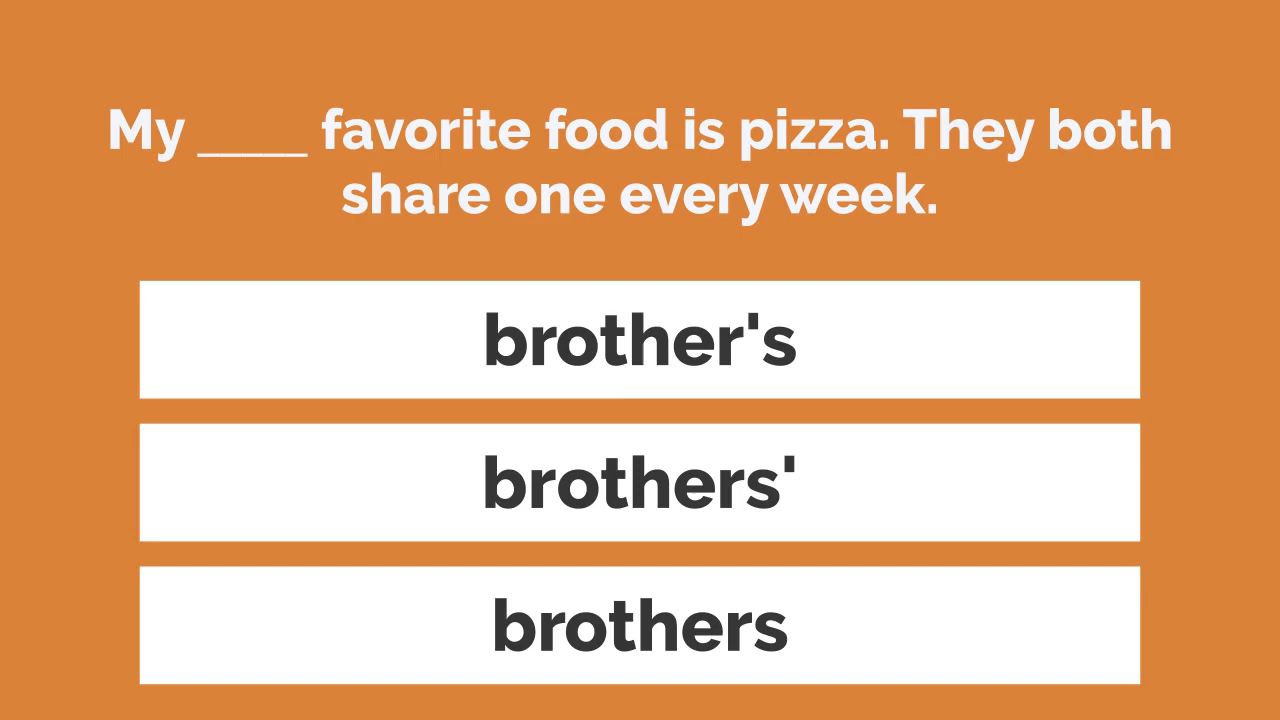 My ____ favorite food is pizza. They both
share one every week.
brother's
brothers'
brothers